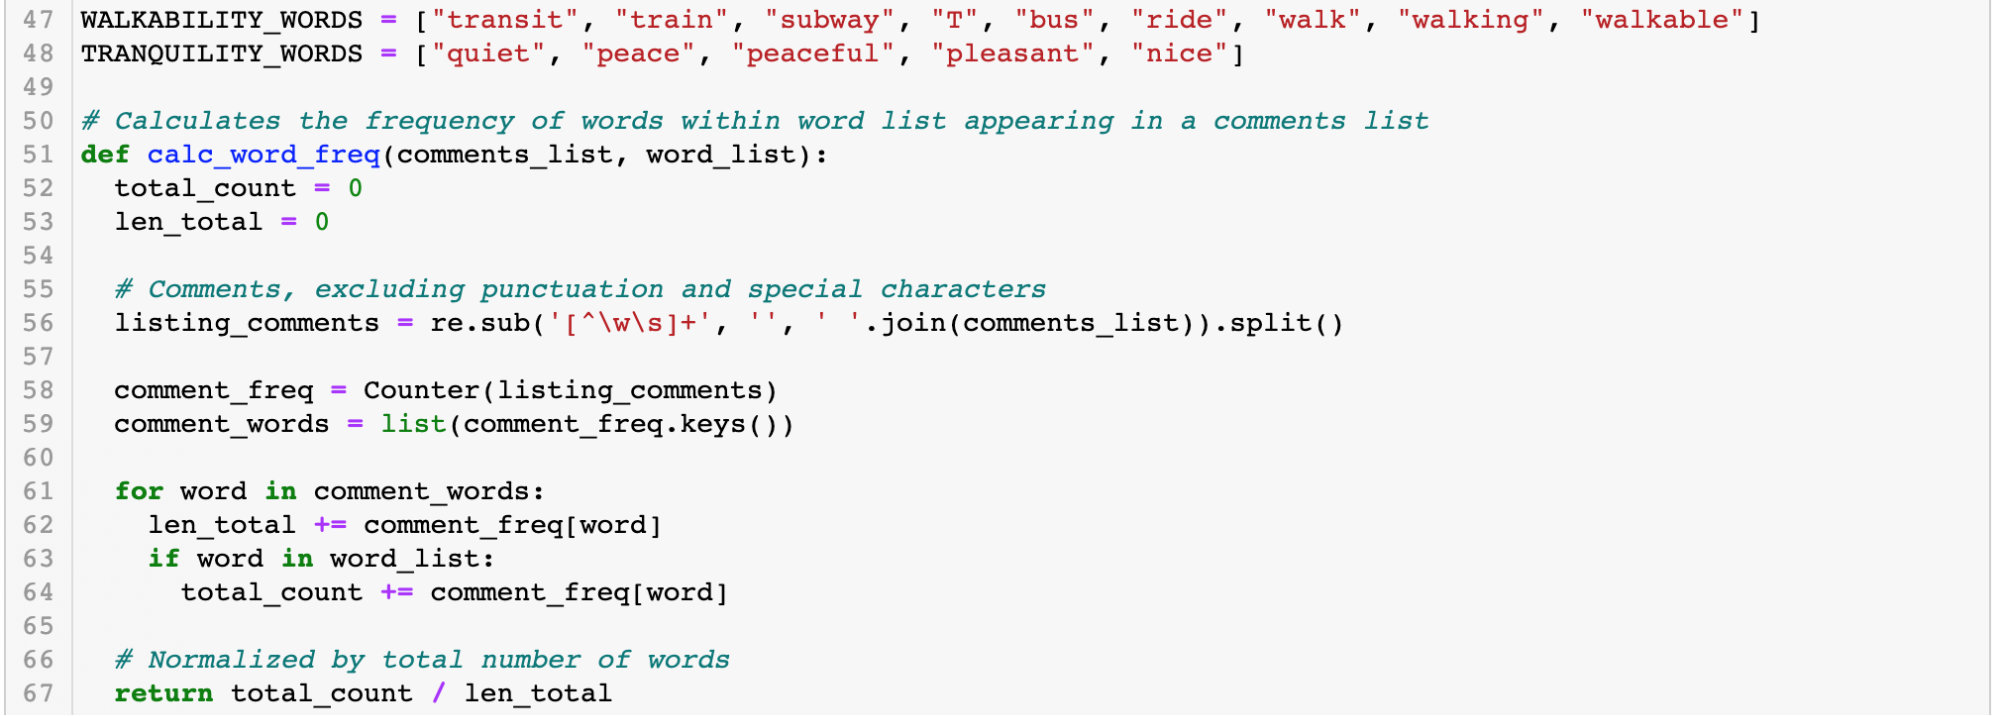 47 WALKABILITY_WORDS = ["transit", "train", "subway", "T", "bus", "ride", "walk", "walking", "walkable"]
48 TRANQUILITY_WORDS = ["quiet", "peace", "peaceful", "pleasant", "nice"]
49
50 # Calculates the frequency of words within word list appearing in a comments list
51 def calc_word_freq(comments_list, word_list):
52   total_count = 0
53   len_total = 0
54
55   # Comments, excluding punctuation and special characters
56   listing_comments = re.sub('[^\w\s]+', '', ' '.join(comments_list)).split()
57
58   comment_freq = Counter(listing_comments)
59   comment_words = list(comment_freq.keys())
60
61   for word in comment_words:
62     len_total += comment_freq[word]
63     if word in word_list:
64       total_count += comment_freq[word]
65
66   # Normalized by total number of words
67   return total_count / len_total